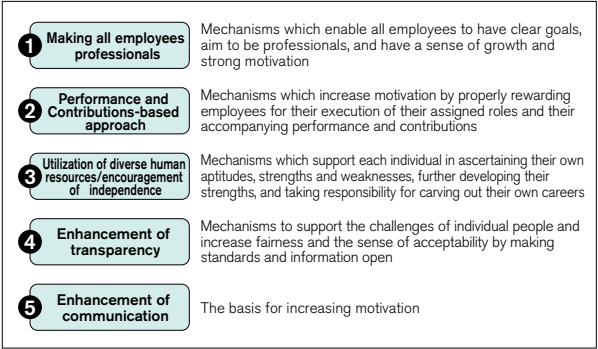 1 Making all employees
professionals
Mechanisms which enable all employees to have clear goals,
aim to be professionals, and have a sense of growth and
strong motivation
2 Performance and
Contributions-based
approach
Mechanisms which increase motivation by properly rewarding
employees for their execution of their assigned roles and their
accompanying performance and contributions
3 Utilization of diverse human
resources/encouragement
of independence
Mechanisms which support each individual in ascertaining their own
aptitudes, strengths and weaknesses, further developing their
strengths, and taking responsibility for carving out their own careers
4 Enhancement of
transparency
Mechanisms to support the challenges of individual people and
increase fairness and the sense of acceptability by making
standards and information open
5 Enhancement of
communication
The basis for increasing motivation